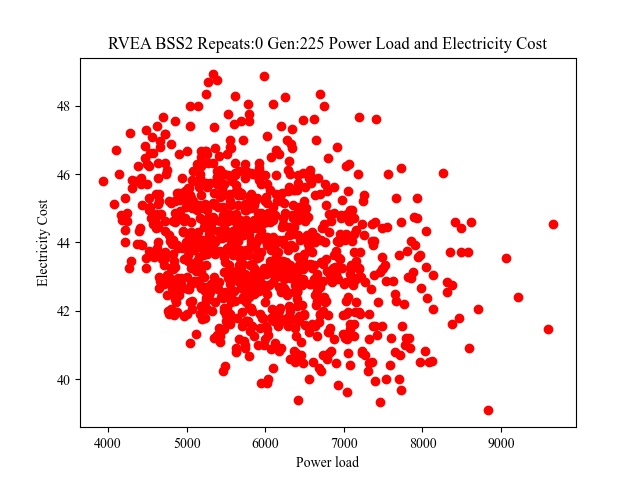 RVEA BSS2 Repeats:0 Gen:225 Power Load and Electricity Cost
Electricity Cost
48
46
44
42
40
4000 5000 6000 7000 8000 9000
Power load